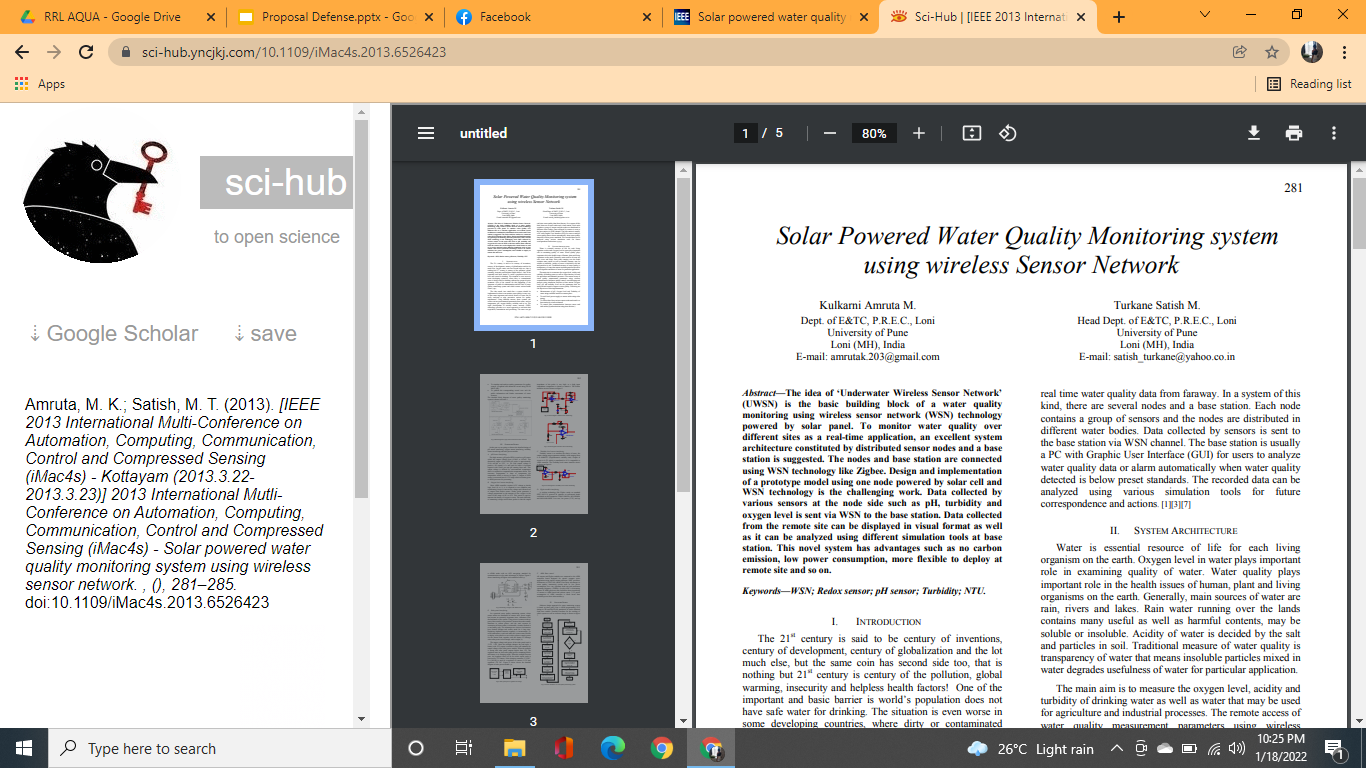 RRL AQUA - Google Drive
Proposal Defense.pptx - Goo
Facebook
Solar powered water quality
Sci-Hub | [IEEE 2013 Internati
sci-hub.yncjkj.com/10.1109/iMac4s.2013.6526423
Apps
Reading list
sci-hub
to open science
⇣ Google Scholar
⇣ save
Amruta, M. K.; Satish, M. T. (2013). [IEEE
2013 International Multi-Conference on
Automation, Computing, Communication,
Control and Compressed Sensing
(iMac4s) - Kottayam (2013.3.22-
2013.3.23)] 2013 International Mutli-
Conference on Automation, Computing,
Communication, Control and Compressed
Sensing (iMac4s) - Solar powered water
quality monitoring system using wireless
sensor network. , (), 281–285.
doi:10.1109/iMac4s.2013.6526423
untitled
1 / 5
80%
Solar Powered Water Quality Monitoring system
using wireless Sensor Network
1
2
3
281
Solar Powered Water Quality Monitoring system
using wireless Sensor Network
Kulkarni Amruta M.
Dept. of E&TC, P.R.E.C., Loni
University of Pune
Loni (MH), India
E-mail: amrutak.203@gmail.com
Turkane Satish M.
Head Dept. of E&TC, P.R.E.C., Loni
University of Pune
Loni (MH), India
E-mail: satish_turkane@yahoo.co.in
Abstract—The idea of ‘Underwater Wireless Sensor Network’
(UWSN) is the basic building block of a water quality
monitoring using wireless sensor network (WSN) technology
powered by solar panel. To monitor water quality over
different sites as a real-time application, an excellent system
architecture constituted by distributed sensor nodes and a base
station is suggested. The nodes and base station are connected
using WSN technology like Zigbee. Design and implementation
of a prototype model using one node powered by solar cell and
WSN technology is the challenging work. Data collected by
various sensors at the node side such as pH, turbidity and
oxygen level is sent via WSN to the base station. Data collected
from the remote site can be displayed in visual format as well
as it can be analyzed using different simulation tools at base
station. This novel system has advantages such as no carbon
emission, low power consumption, more flexible to deploy at
remote site and so on.
Keywords—WSN; Redox sensor; pH sensor; Turbidity; NTU.
I. INTRODUCTION
The 21st century is said to be century of inventions,
century of development, century of globalization and the lot
much else, but the same coin has second side too, that is
nothing but 21st century is century of the pollution, global
warming, insecurity and helpless health factors! One of the
important and basic barrier is world’s population does not
have safe water for drinking. The situation is even worse in
some developing countries, where dirty or contaminated
real time water quality data from faraway. In a system of this
kind, there are several nodes and a base station. Each node
contains a group of sensors and the nodes are distributed in
different water bodies. Data collected by sensors is sent to
the base station via WSN channel. The base station is usually
a PC with Graphic User Interface (GUI) for users to analyze
water quality data or alarm automatically when water quality
detected is below preset standards. The recorded data can be
analyzed using various simulation tools for future
correspondence and actions. [1][3][7]
II. SYSTEM ARCHITECTURE
Water is essential resource of life for each living
organism on the earth. Oxygen level in water plays important
role in examining quality of water. Water quality plays
important role in the health issues of human, plant and living
organisms on the earth. Generally, main sources of water are
rain, rivers and lakes. Rain water running over the lands
contains many useful as well as harmful contents, may be
soluble or insoluble. Acidity of water is decided by the salt
and particles in soil. Traditional measure of water quality is
transparency of water that means insoluble particles mixed in
water degrades usefulness of water for particular application.
The main aim is to measure the oxygen level, acidity and
turbidity of drinking water as well as water that may be used
for agriculture and industrial processes. The remote access of
water quality measurement parameters using wireless
Type here to search
26°C Light rain
10:25 PM
1/18/2022
1